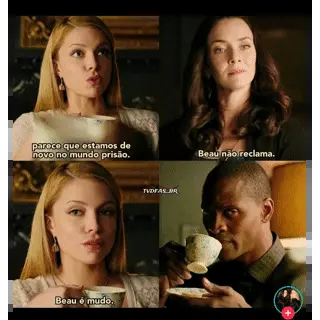 parece que estamos de
novo no mundo prisão.
Beau não reclama.
TVDFAS_BR
Beau é mudo.